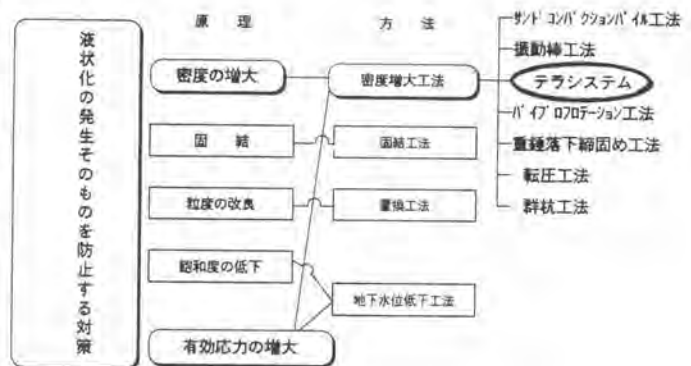 液状化の発生そのものを防止する対策
原理
方法
密度の増大
固結
粒度の改良
飽和度の低下
有効応力の増大
密度増大工法
固結工法
置換工法
地下水位低下工法
サンドコンパクションパイル工法
振動棒工法
テラシステム
バイブロフロテーション工法
重錘落下締固め工法
転圧工法
群杭工法